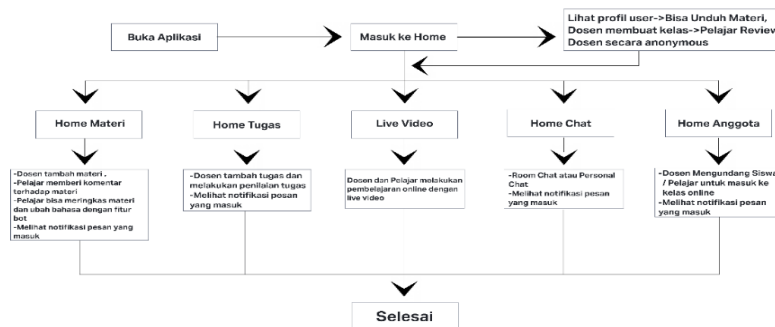 Buka Aplikasi
Masuk ke Home
Lihat profil user->Bisa Unduh Materi,
Dosen membuat kelas->Pelajar Review
Dosen secara anonymous
Home Materi
Home Tugas
Live Video
Home Chat
Home Anggota
-Dosen tambah materi .
-Pelajar memberi komentar
terhadap materi
-Pelajar bisa meringkas materi
dan ubah bahasa dengan fitur
bot
-Melihat notifikasi pesan yang
masuk
-Dosen tambah tugas dan
melakukan penilaian tugas
-Melihat notifikasi pesan
yang masuk
Dosen dan Pelajar melakukan
pembelajaran online dengan
live video
-Room Chat atau Personal
Chat
-Melihat notifikasi pesan
yang masuk
-Dosen Mengundang Siswa
/ Pelajar untuk masuk ke
kelas online
-Melihat notifikasi pesan
yang masuk
Selesai